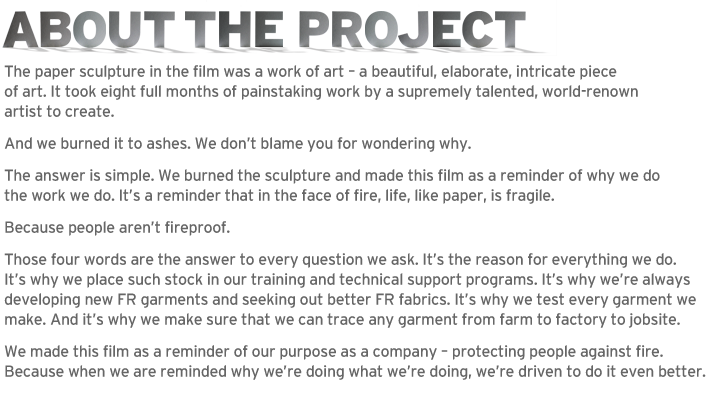 ABOUT THE PROJECT
The paper sculpture in the film was a work of art – a beautiful, elaborate, intricate piece
of art. It took eight full months of painstaking work by a supremely talented, world-renown
artist to create.
And we burned it to ashes. We don't blame you for wondering why.
The answer is simple. We burned the sculpture and made this film as a reminder of why we do
the work we do. It's a reminder that in the face of fire, life, like paper, is fragile.
Because people aren't fireproof.
Those four words are the answer to every question we ask. It's the reason for everything we do.
It's why we place such stock in our training and technical support programs. It's why we're always
developing new FR garments and seeking out better FR fabrics. It's why we test every garment we
make. And it's why we make sure that we can trace any garment from farm to factory to jobsite.
We made this film as a reminder of our purpose as a company – protecting people against fire.
Because when we are reminded why we're doing what we're doing, we're driven to do it even better.